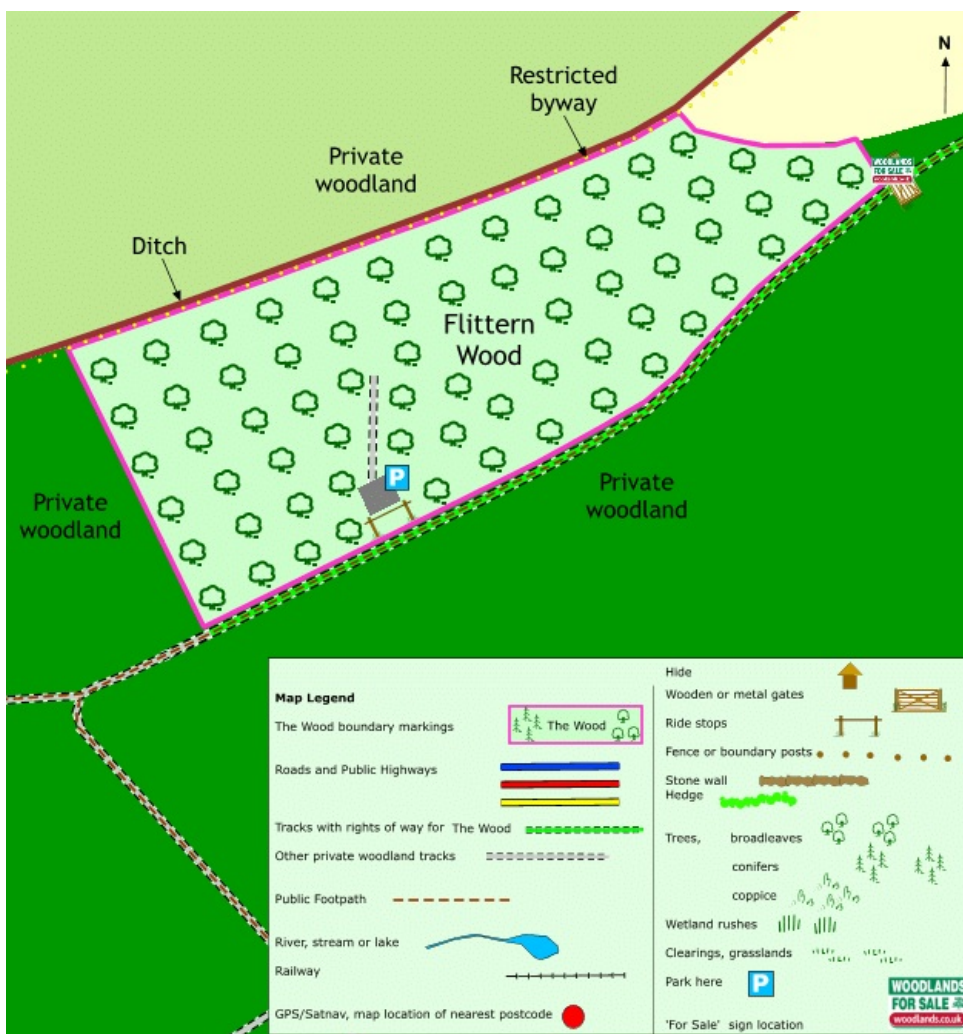 N
Restricted
byway
Private
woodland
WOODLANDS
FOR SALE
Ditch
Flittern
Wood
P
Private
woodland
Private
woodland
Map Legend
The Wood boundary markings
The Wood
Roads and Public Highways
Tracks with rights of way for The Wood
Other private woodland tracks
Public Footpath
River, stream or lake
Railway
GPS/Satnav, map location of nearest postcode
Hide
Wooden or metal gates
Ride stops
Fence or boundary posts
Stone wall
Hedge
Trees, broadleaves
conifers
coppice
Wetland rushes
Clearings, grasslands
Park here P
'For Sale' sign location
WOODLANDS
FOR SALE
woodlands.co.uk